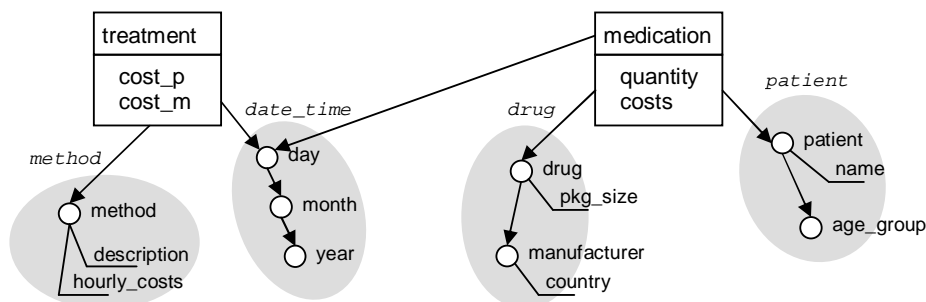 treatment
cost_p
cost_m
medication
quantity
costs
method
date_time
drug
patient
day
month
year
method
description
hourly_costs
drug
pkg_size
manufacturer
country
patient
name
age_group